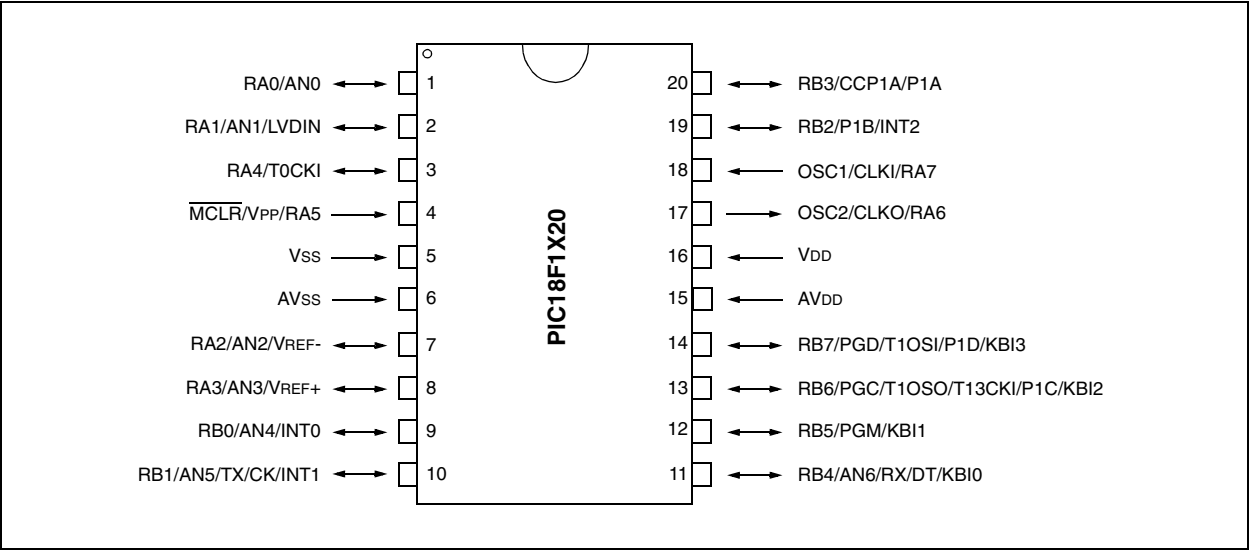 RA0/AN0 1 20 RB3/CCP1A/P1A
RA1/AN1/LVDIN 2 19 RB2/P1B/INT2
RA4/T0CKI 3 18 OSC1/CLKI/RA7
MCLR/VPP/RA5 4 17 OSC2/CLKO/RA6
VSS 5 16 VDD
AVSS 6 15 AVDD
RA2/AN2/VREF- 7 14 RB7/PGD/T1OSI/P1D/KBI3
RA3/AN3/VREF+ 8 13 RB6/PGC/T1OSO/T13CKI/P1C/KBI2
RB0/AN4/INT0 9 12 RB5/PGM/KBI1
RB1/AN5/TX/CK/INT1 10 11 RB4/AN6/RX/DT/KBI0
PIC18F1X20